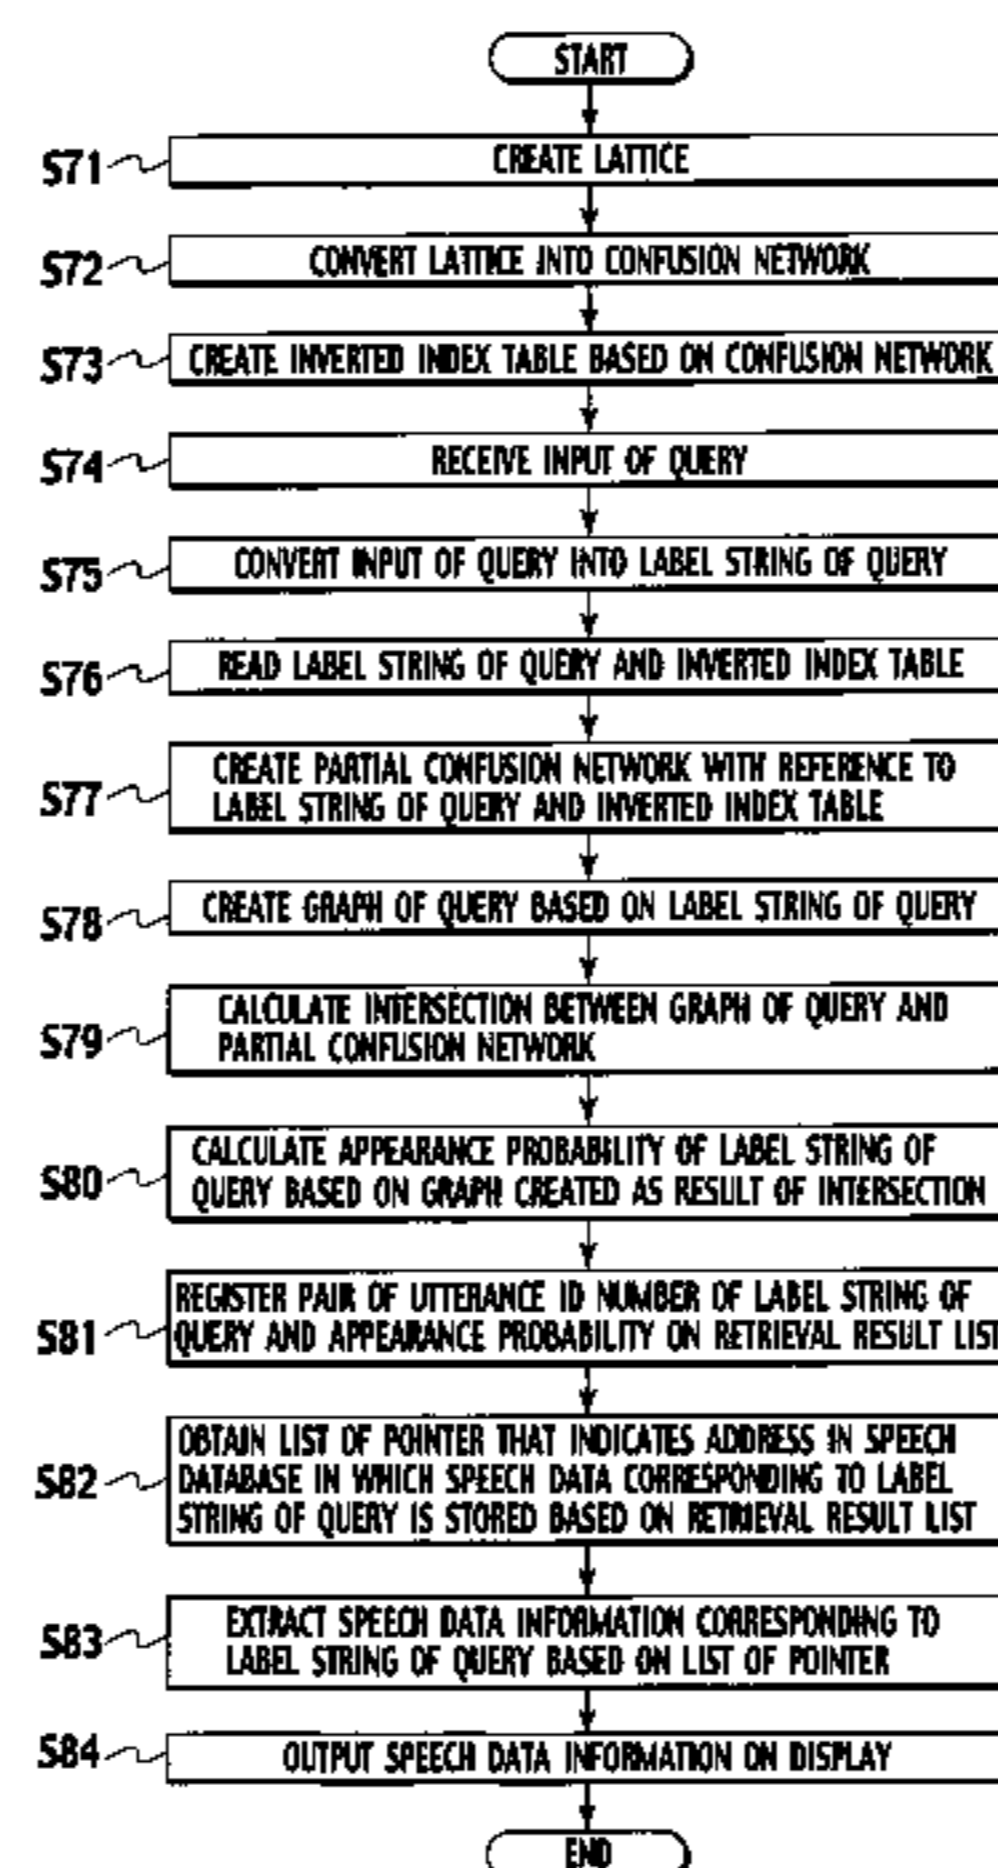 START
S71 CREATE LATTICE
S72 CONVERT LATTICE INTO CONFUSION NETWORK
S73 CREATE INVERTED INDEX TABLE BASED ON CONFUSION NETWORK
S74 RECEIVE INPUT OF QUERY
S75 CONVERT INPUT OF QUERY INTO LABEL STRING OF QUERY
S76 READ LABEL STRING OF QUERY AND INVERTED INDEX TABLE
S77 CREATE PARTIAL CONFUSION NETWORK WITH REFERENCE TO
LABEL STRING OF QUERY AND INVERTED INDEX TABLE
S78 CREATE GRAPH OF QUERY BASED ON LABEL STRING OF QUERY
S79 CALCULATE INTERSECTION BETWEEN GRAPH OF QUERY AND
PARTIAL CONFUSION NETWORK
S80 CALCULATE APPEARANCE PROBABILITY OF LABEL STRING OF
QUERY BASED ON GRAPH CREATED AS RESULT OF INTERSECTION
S81 REGISTER PAIR OF UTTERANCE ID NUMBER OF LABEL STRING OF
QUERY AND APPEARANCE PROBABILITY ON RETRIEVAL RESULT LIST
S82 OBTAIN LIST OF POINTER THAT INDICATES ADDRESS IN SPEECH
DATABASE IN WHICH SPEECH DATA CORRESPONDING TO LABEL
STRING OF QUERY IS STORED BASED ON RETRIEVAL RESULT LIST
S83 EXTRACT SPEECH DATA INFORMATION CORRESPONDING TO
LABEL STRING OF QUERY BASED ON LIST OF POINTER
S84 OUTPUT SPEECH DATA INFORMATION ON DISPLAY
END